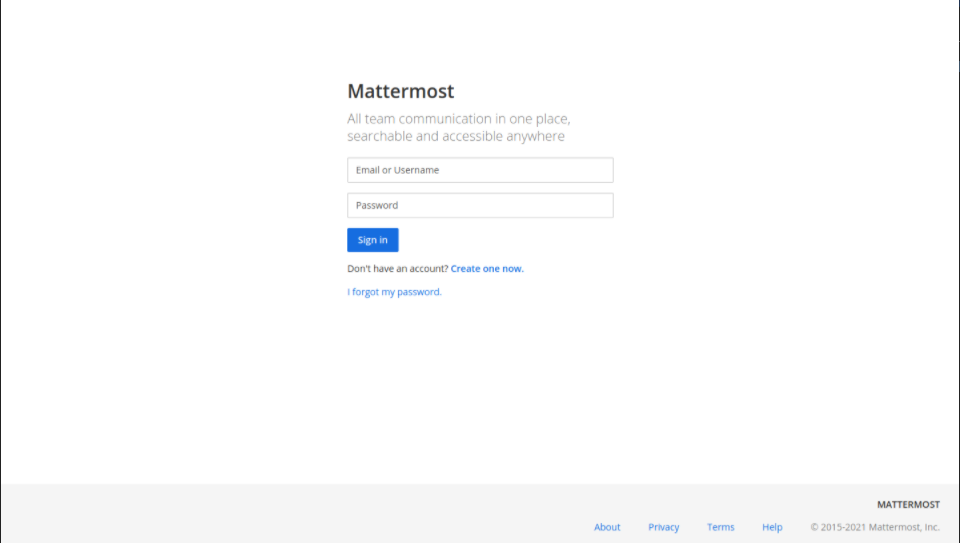 Mattermost
All team communication in one place,
searchable and accessible anywhere
Email or Username
Password
Sign in
Don't have an account? Create one now.
I forgot my password.
MATTERMOST
About Privacy Terms Help © 2015-2021 Mattermost, Inc.